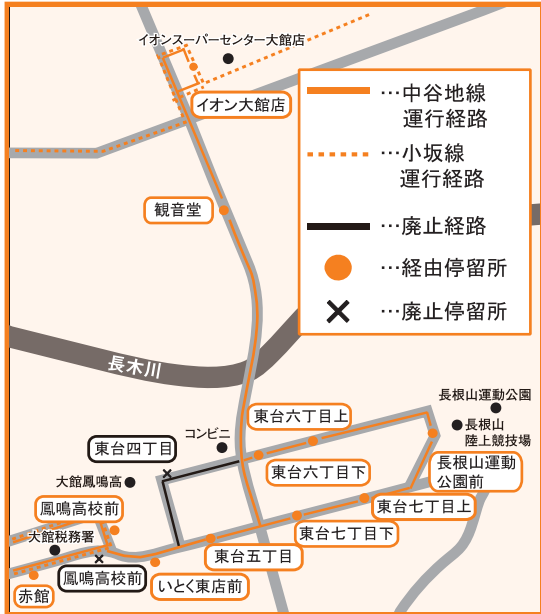 イオンスーパーセンター大館店
イオン大館店
…中谷地線
運行経路
…小坂線
運行経路
…廃止経路
…経由停留所
…廃止停留所
観音堂
長木川
長根山運動公園
長根山
陸上競技場
東台六丁目上
コンビニ
東台四丁目
東台六丁目下
長根山運動
公園前
大館鳳鳴高
東台七丁目上
鳳鳴高校前
東台七丁目下
大館税務署
東台五丁目
鳳鳴高校前
いとく東店前
赤館